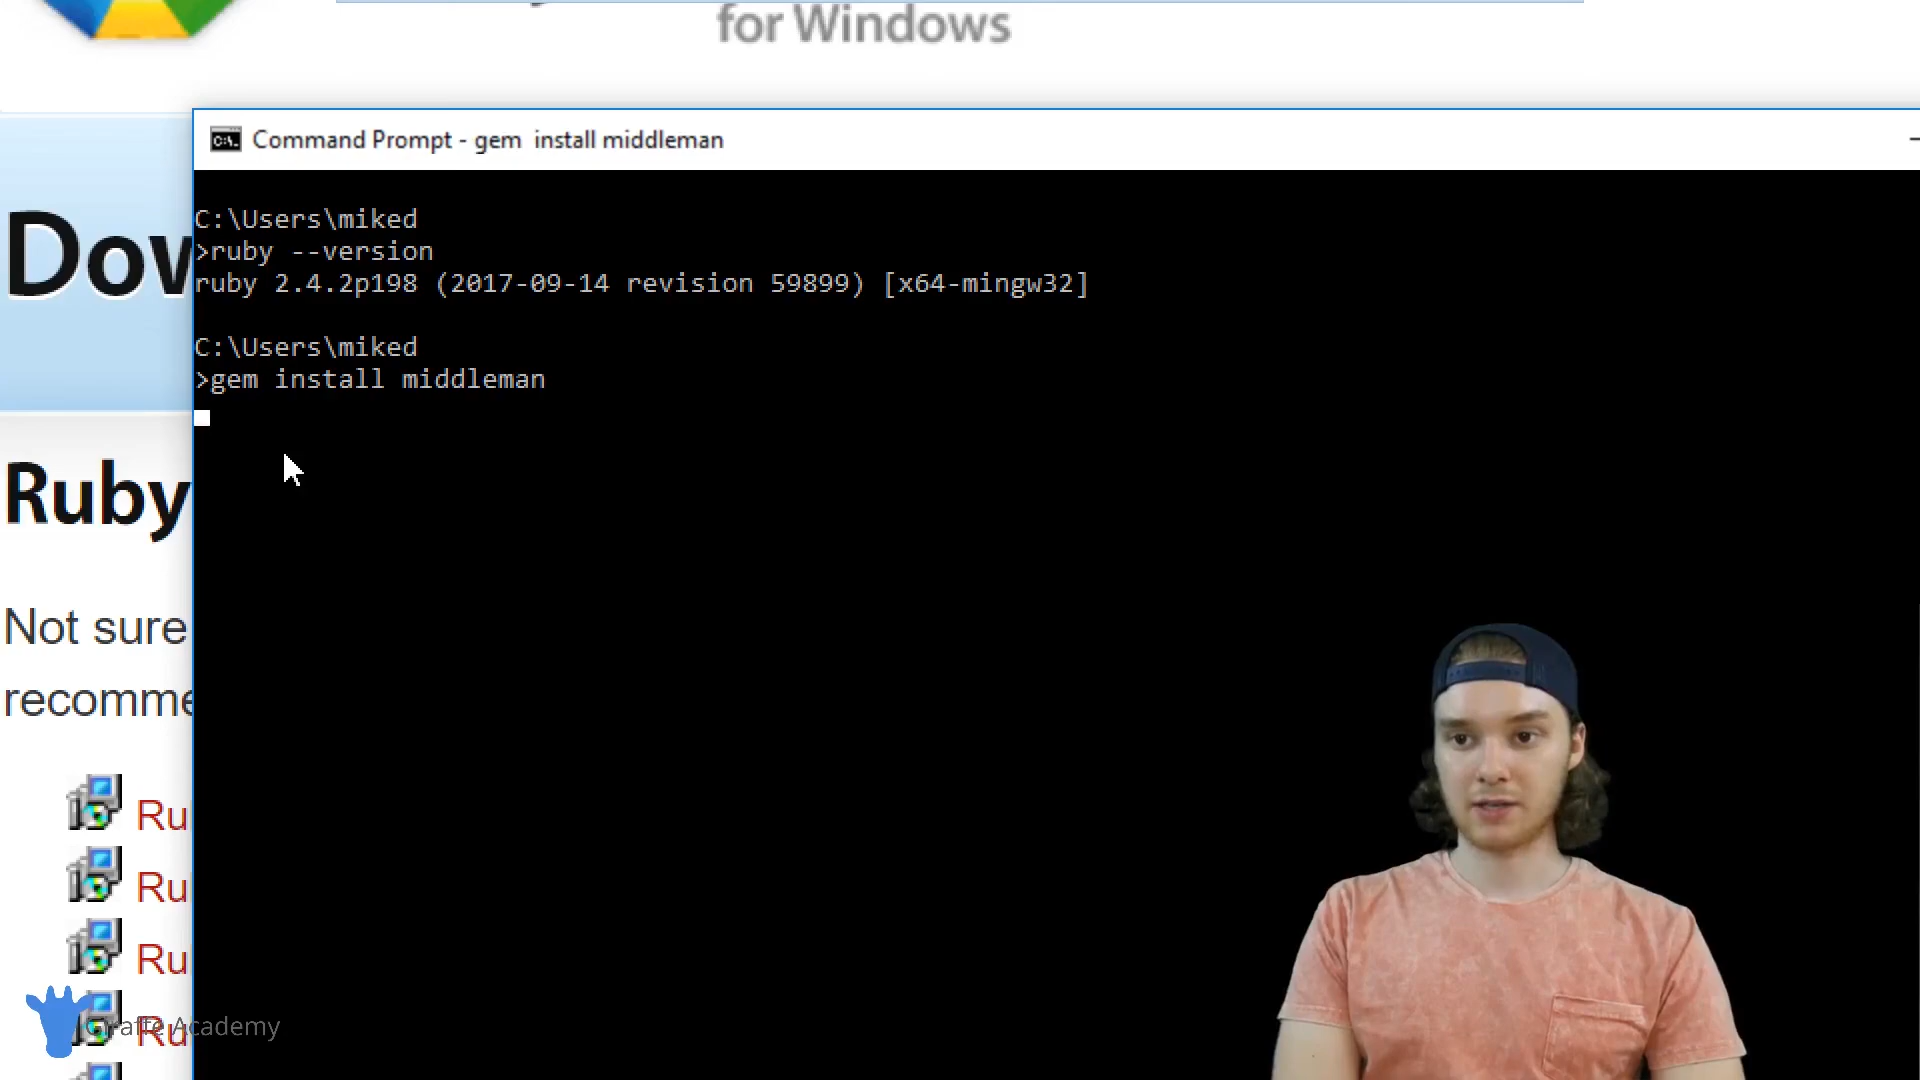 for Windows
Command Prompt - gem  install middleman
C:\Users\miked
>ruby --version
ruby 2.4.2p198 (2017-09-14 revision 59899) [x64-mingw32]
C:\Users\miked
>gem install middleman
Dow
Ruby
Not sure
recomme
Ru
Ru
Ru
Ru
Giraffe Academy